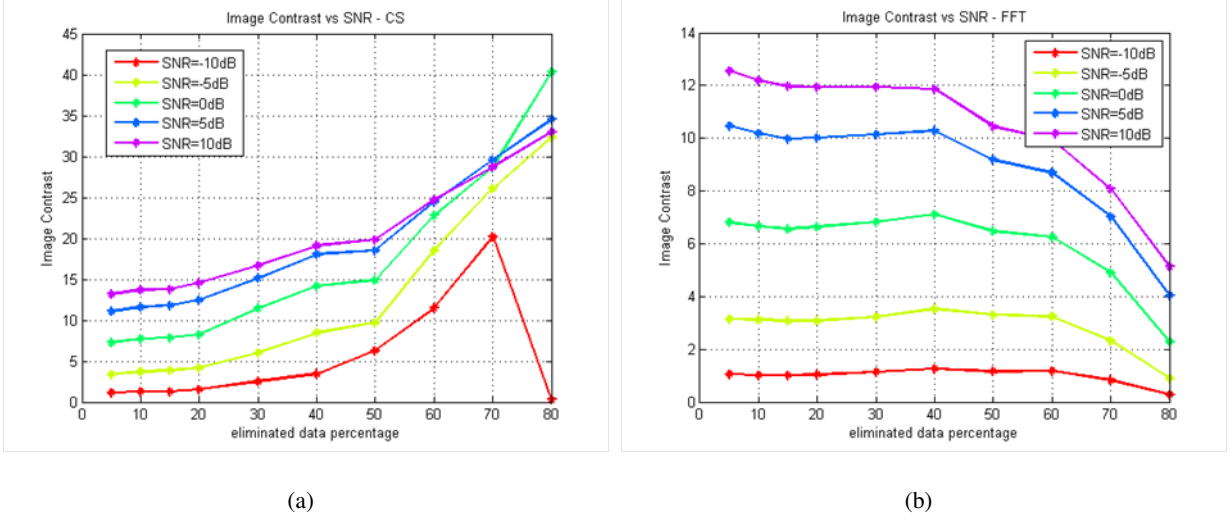 Image Contrast vs SNR - CS
45
40
35
30
25
20
15
10
5
0
Image Contrast
SNR=-10dB
SNR=-5dB
SNR=0dB
SNR=5dB
SNR=10dB
0 10 20 30 40 50 60 70 80
eliminated data percentage
(a)
Image Contrast vs SNR - FFT
14
12
10
8
6
4
2
0
Image Contrast
SNR=-10dB
SNR=-5dB
SNR=0dB
SNR=5dB
SNR=10dB
0 10 20 30 40 50 60 70 80
eliminated data percentage
(b)